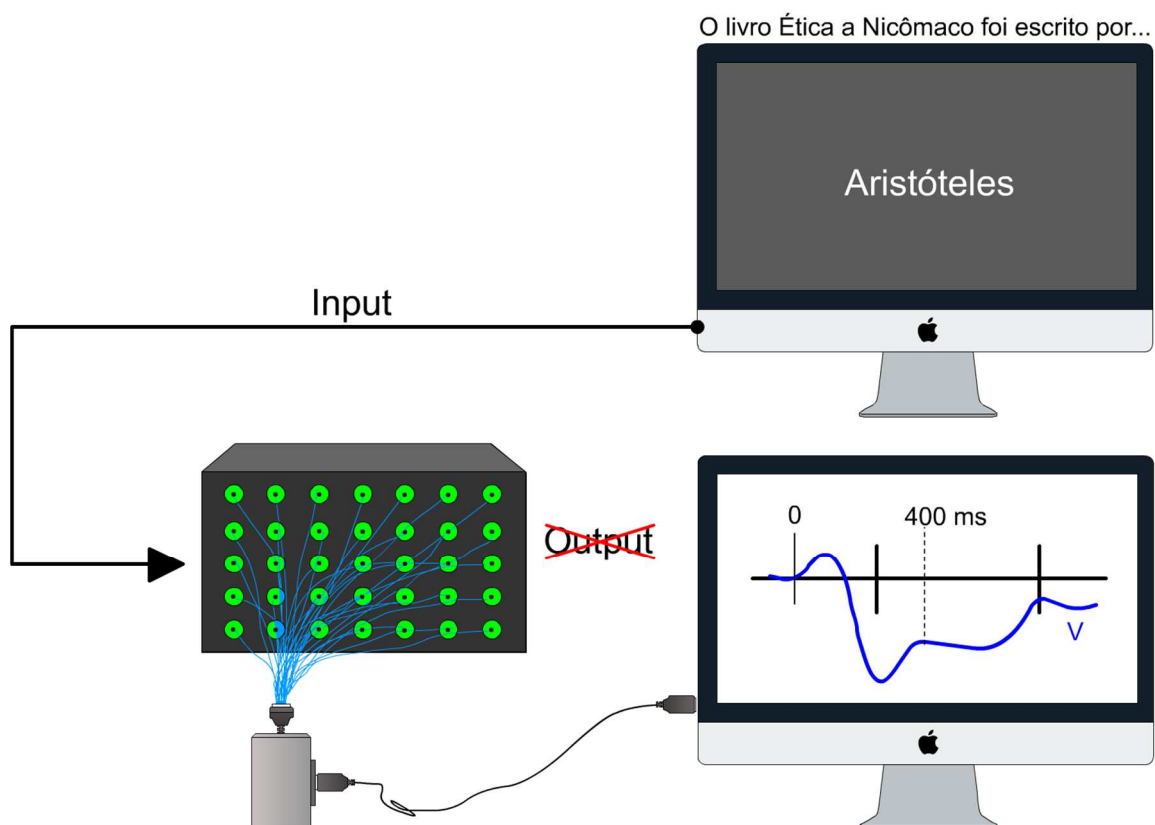 O livro Ética a Nicômaco foi escrito por...
Aristóteles
Input
Output
0
400 ms
V